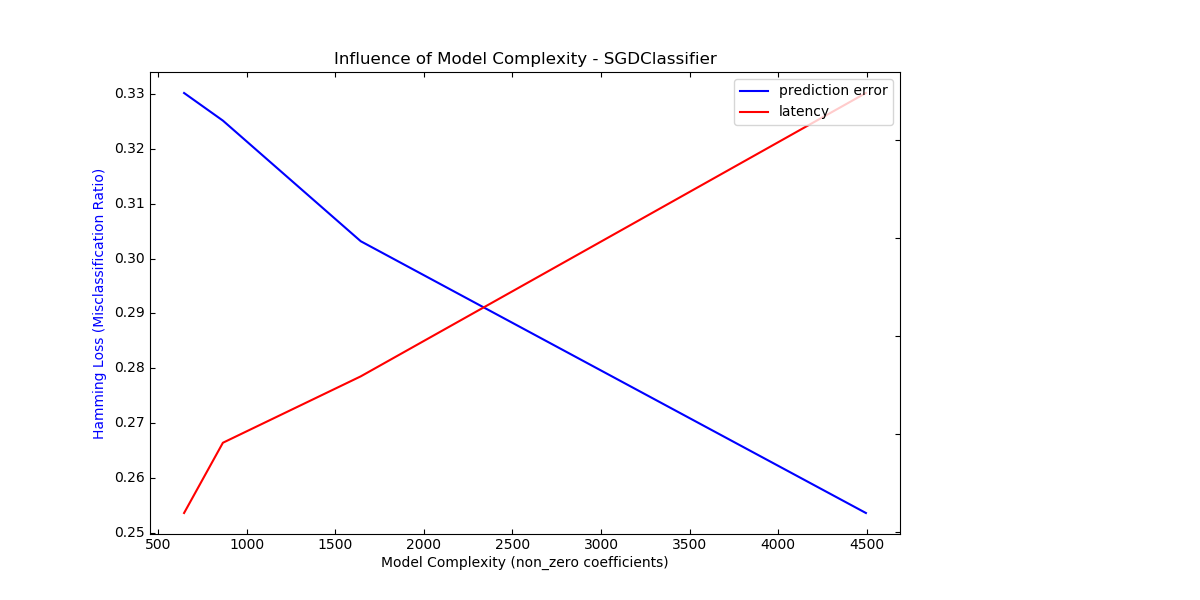 Influence of Model Complexity - SGDClassifier
prediction error
latency
0.33
0.32
0.31
0.30
0.29
0.28
0.27
0.26
0.25
Hamming Loss (Misclassification Ratio)
500 1000 1500 2000 2500 3000 3500 4000 4500
Model Complexity (non_zero coefficients)